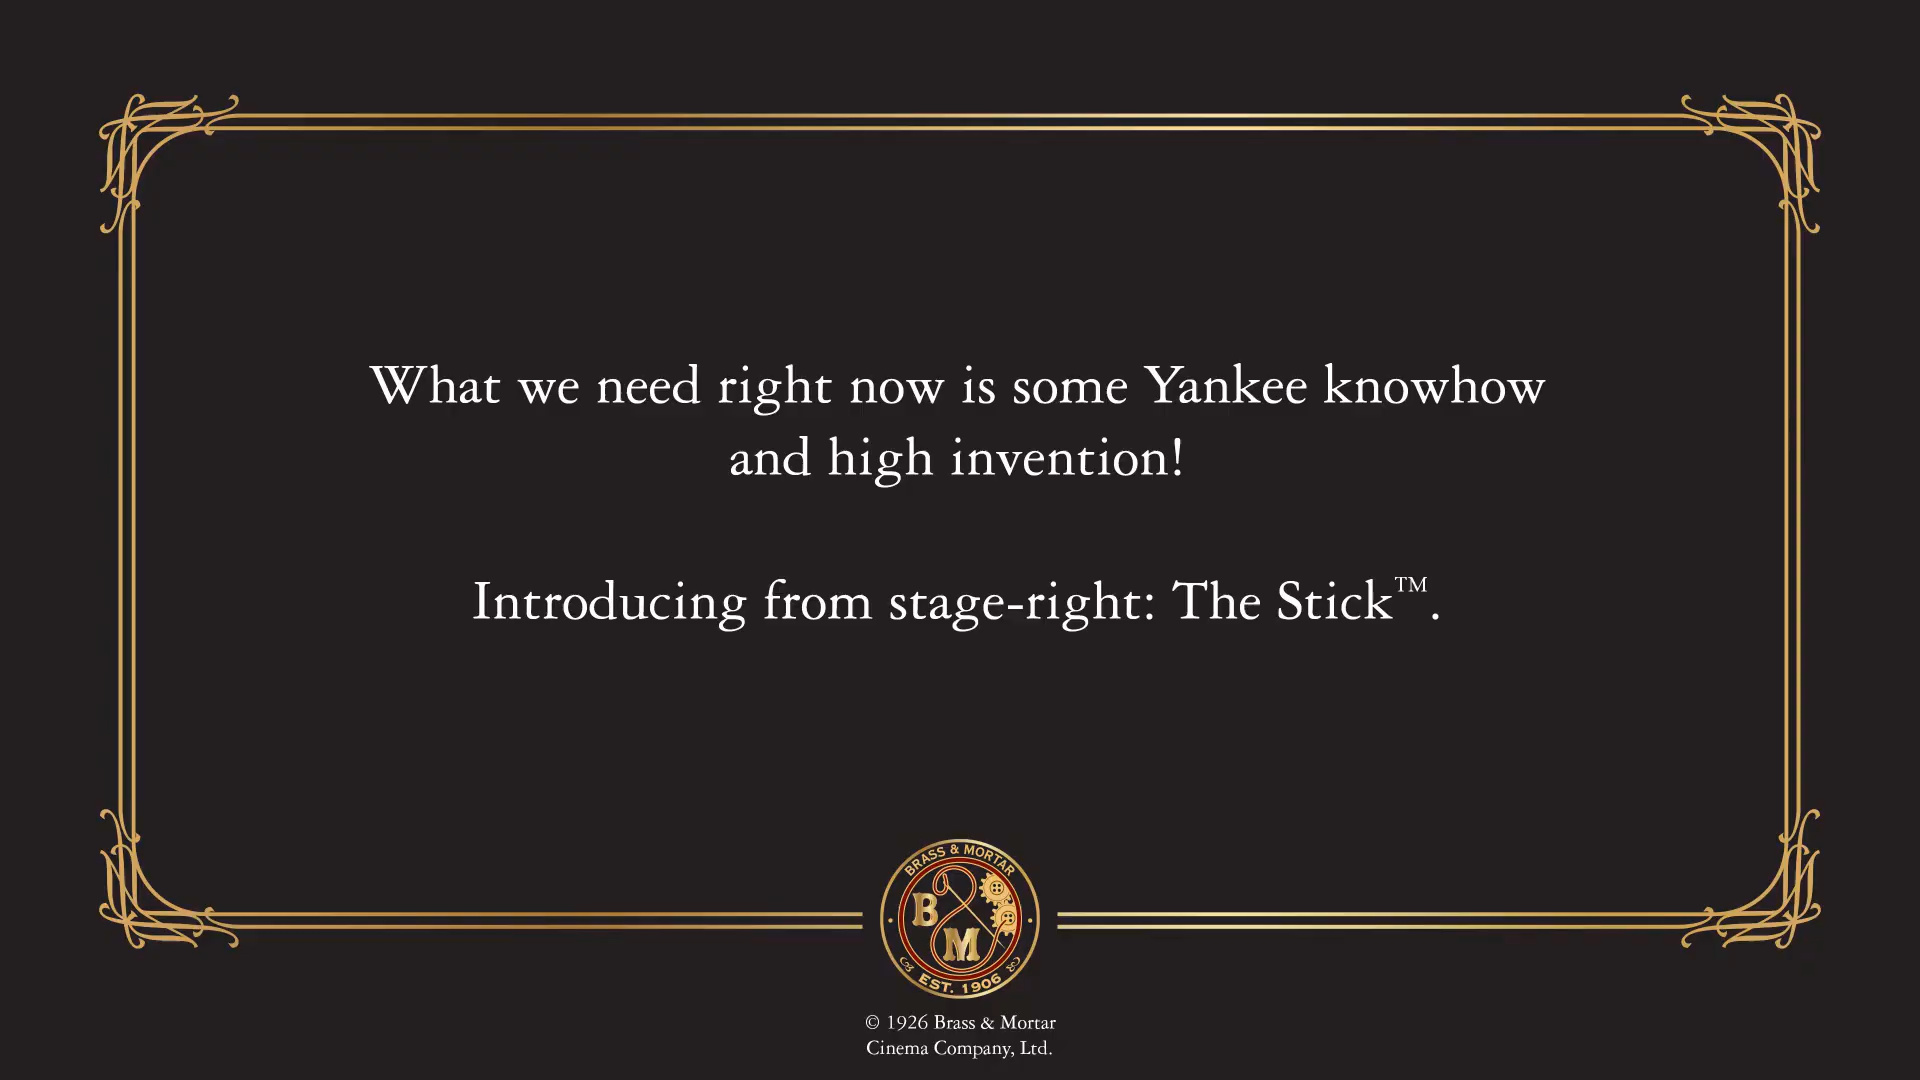 What we need right now is some Yankee knowhow
and high invention!
Introducing from stage-right: The Stick™.
BRASS & MORTAR
B
M
EST. 1906
© 1926 Brass & Mortar
Cinema Company, Ltd.